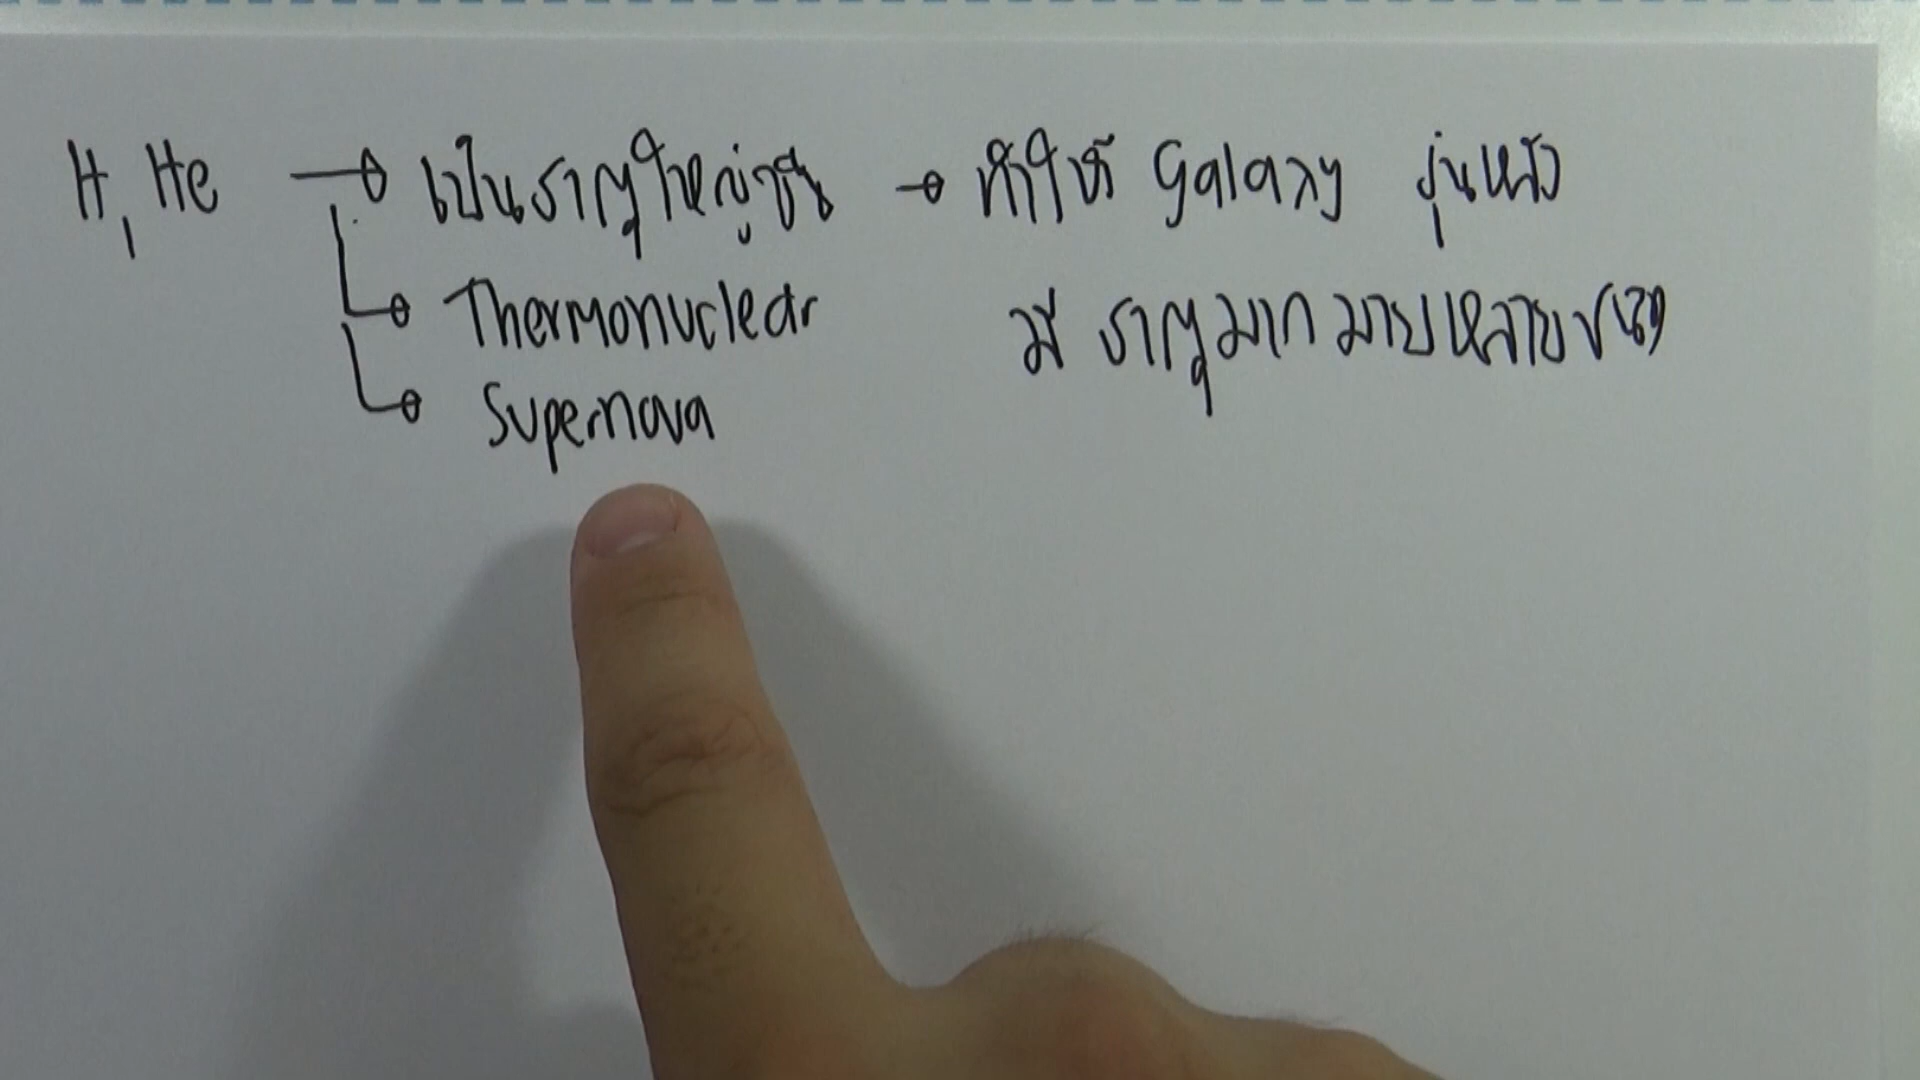 H, He → เป็นธาตุใหญ่ขึ้น → ทำให้ Galaxy รุ่นหลัง
Thermonuclear มี ธาตุมากมายหลายชนิด
Supernova